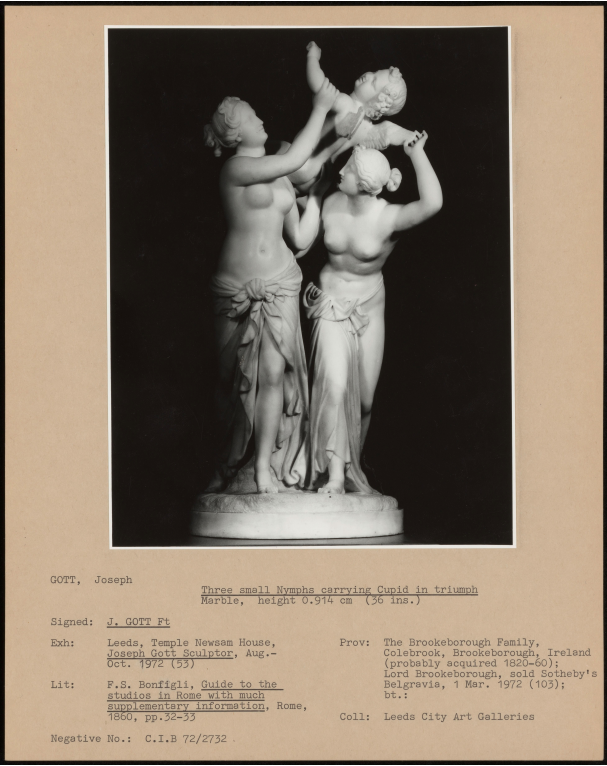 GOTT, Joseph
Three small Nymphs carrying Cupid in triumph
Marble, height 0.914 cm (36 ins.)
Signed: J. GOTT Ft
Exh: Leeds, Temple Newsam House,
Joseph Gott Sculptor, Aug.-
Oct. 1972 (53)
Lit: F.S. Bonfigli, Guide to the
studios in Rome with much
supplementary information, Rome,
1860, pp.32-33
Prov: The Brookeborough Family,
Colebrook, Brookeborough, Ireland
(probably acquired 1820-60);
Lord Brookeborough, sold Sotheby's
Belgravia, 1 Mar. 1972 (103);
bt.:
Coll: Leeds City Art Galleries
Negative No.: C.I.B 72/2732